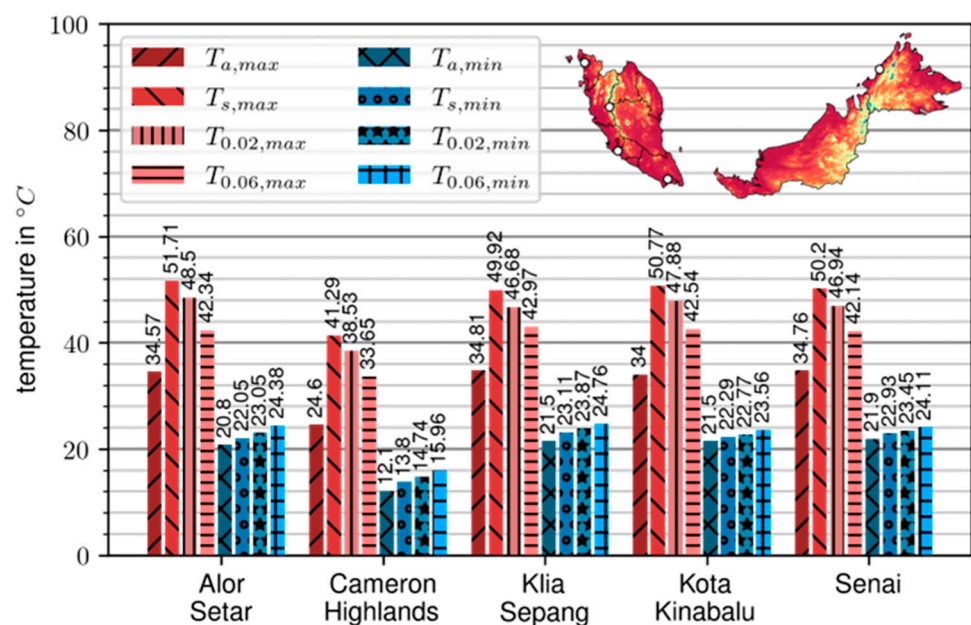 temperature in °C
100
80
60
40
20
0
T_a,max
T_s,max
T_0.02,max
T_0.06,max
T_a,min
T_s,min
T_0.02,min
T_0.06,min
34.57
51.71
48.5
42.34
20.8
22.05
23.05
24.38
24.6
41.29
38.53
33.65
12.1
13.8
14.74
15.96
34.81
49.92
46.68
42.97
21.5
23.11
23.87
24.76
34
50.77
47.88
42.54
21.5
22.29
22.77
23.56
34.76
50.2
46.94
42.14
21.9
22.93
23.45
24.11
Alor
Setar
Cameron
Highlands
Klia
Sepang
Kota
Kinabalu
Senai